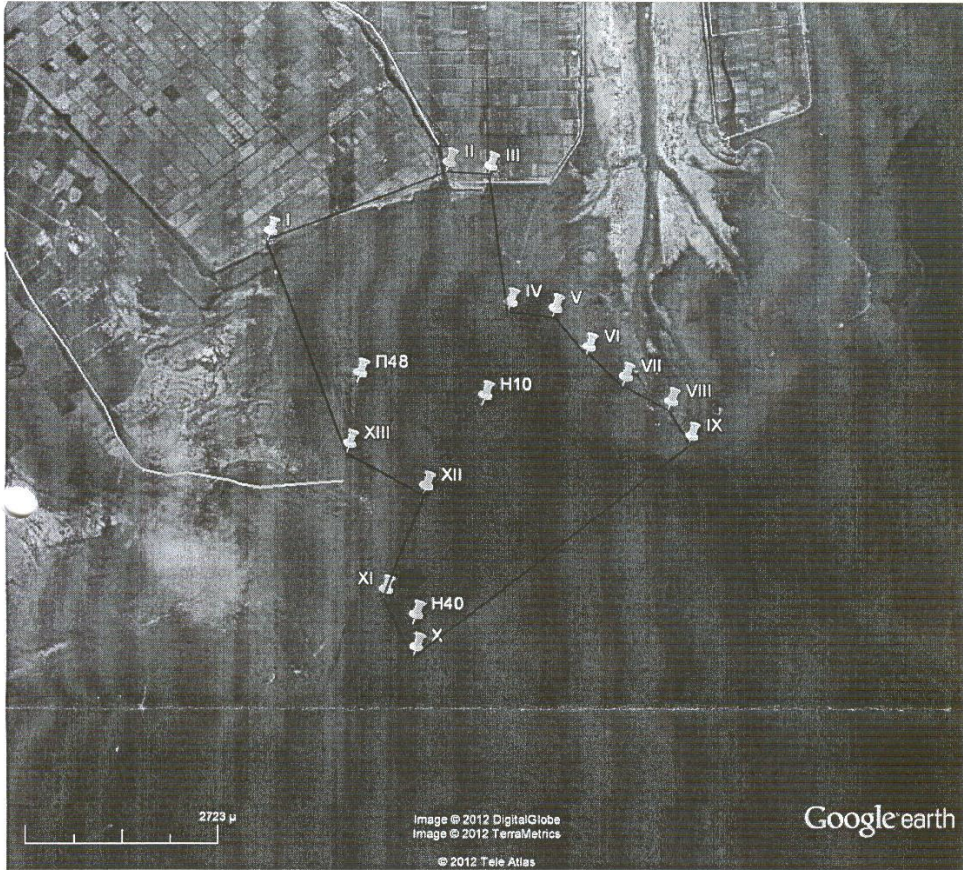 II
III
I
IV
V
VI
Π48
VII
H10
VIII
XIII
IX
XII
XI
H40
X
2723 μ
Image © 2012 DigitalGlobe
Image © 2012 TerraMetrics
© 2012 Tele Atlas
Google earth